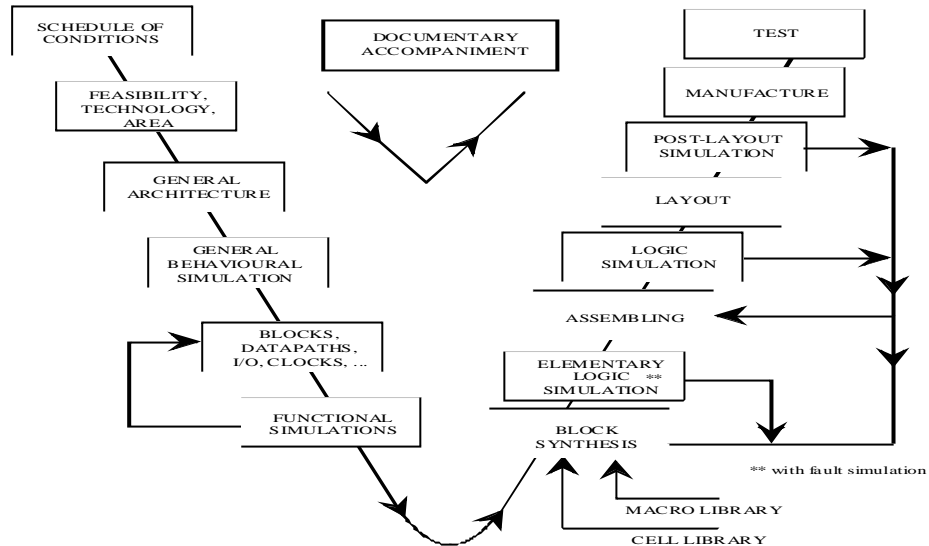 SCHEDULE OF
CONDITIONS
FEASIBILITY,
TECHNOLOGY,
AREA
GENERAL
ARCHITECTURE
GENERAL
BEHAVIOURAL
SIMULATION
BLOCKS,
DATAPATHS,
I/O, CLOCKS, ...
FUNCTIONAL
SIMULATIONS
DOCUMENTARY
ACCOMPANIMENT
TEST
MANUFACTURE
POST-LAYOUT
SIMULATION
LAYOUT
LOGIC
SIMULATION
ASSEMBLING
ELEMENTARY
LOGIC **
SIMULATION
BLOCK
SYNTHESIS
** with fault simulation
MACRO LIBRARY
CELL LIBRARY